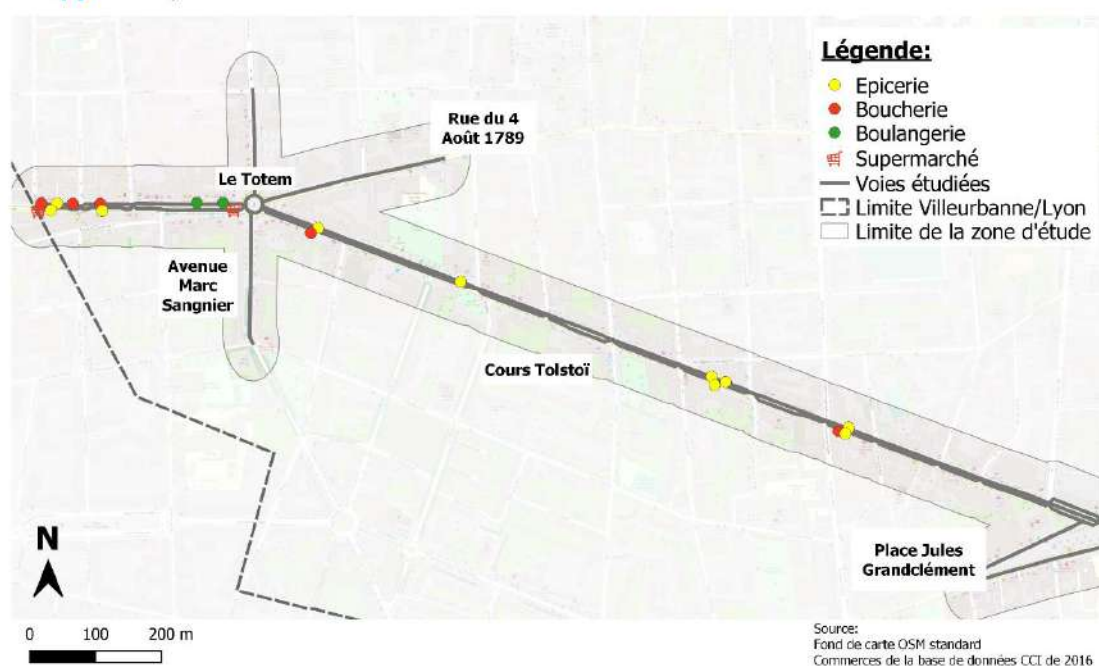 Légende:
Epicerie
Boucherie
Boulangerie
Supermarché
Voies étudiées
Limite Villeurbanne/Lyon
Limite de la zone d'étude
Rue du 4
Août 1789
Le Totem
Avenue
Marc
Sangnier
Cours Tolstoï
Place Jules
Grandclément
N
0 100 200 m
Source:
Fond de carte OSM standard
Commerces de la base de données CCI de 2016